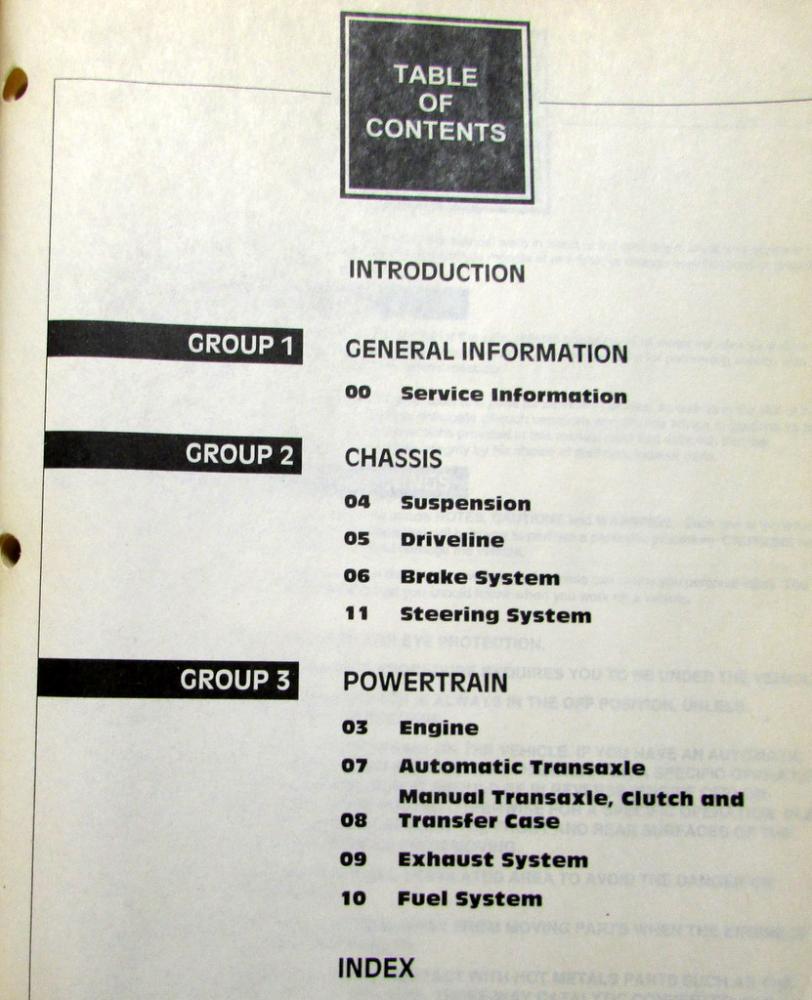 TABLE
OF
CONTENTS
INTRODUCTION
GROUP 1 GENERAL INFORMATION
00 Service Information
GROUP 2 CHASSIS
04 Suspension
05 Driveline
06 Brake System
11 Steering System
GROUP 3 POWERTRAIN
03 Engine
07 Automatic Transaxle
Manual Transaxle, Clutch and
08 Transfer Case
09 Exhaust System
10 Fuel System
INDEX